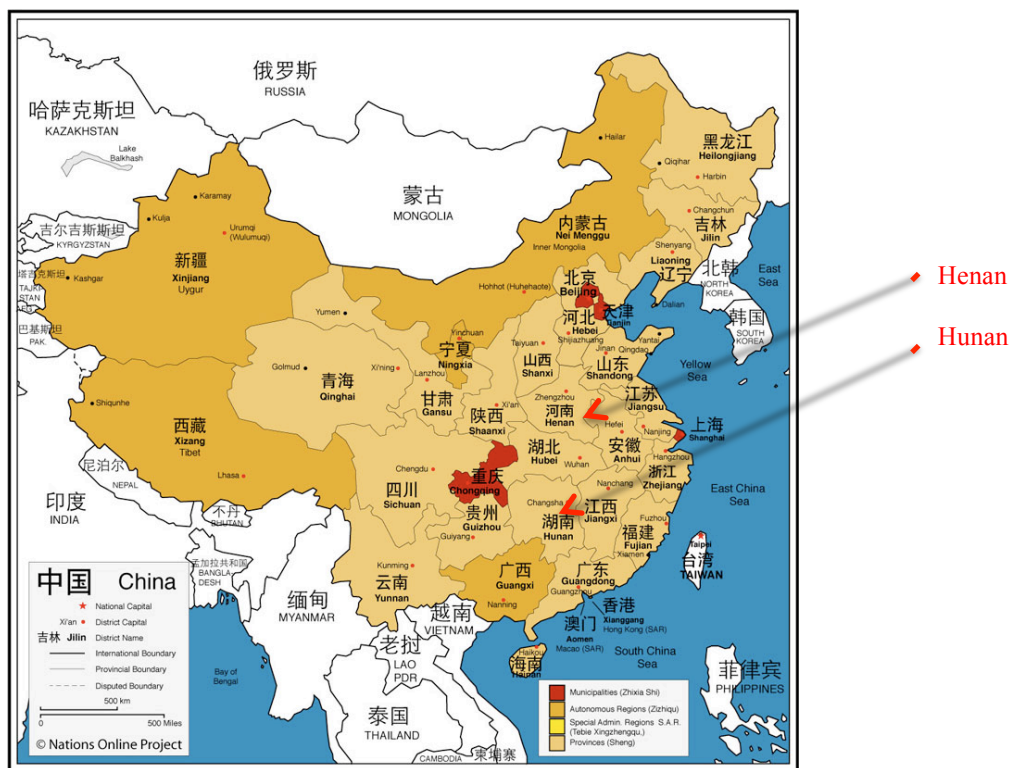 俄罗斯
RUSSIA
哈萨克斯坦
KAZAKHSTAN
Lake
Balkhash
蒙古
MONGOLIA
Hailar
黑龙江
Heilongjiang
Qiqihar
Harbin
Karamay
Kulja
Urumqi
(Wulumuqi)
吉尔吉斯斯坦
KYRGYZSTAN
内蒙古
Nei Menggu
Inner Mongolia
Changchun
吉林
Jilin
新疆
Xinjiang
Uygur
塔吉克斯坦
TAJIKI
STAN
Kashgar
巴基斯坦
PAK.
Shenyang
Liaoning
辽宁
北韩
NORTH
KOREA
East
Sea
Henan
北京
Beijing
Hohhot (Huhehaote)
天津
Tianjin
Dalian
韩国
SOUTH
KOREA
Hunan
Yumen
河北
Hebei
Shijiazhuang
Yinchuan
宁夏
Ningxia
Taiyuan
山西
Shanxi
Jinan
Qingdao
Yantai
山东
Shandong
Yellow
Sea
Golmud
Xi'ning
Lanzhou
青海
Qinghai
甘肃
Gansu
Shiqunhe
西藏
Xizang
Tibet
Lhasa
陕西
Shaanxi
Xi'an
Zhengzhou
河南
Henan
江苏
Jiangsu
Hefei
Nanjing
上海
Shanghai
安徽
Anhui
Hangzhou
浙江
Zhejiang
湖北
Hubei
Wuhan
尼泊尔
NEPAL
印度
INDIA
不丹
BHUTAN
Chengdu
四川
Sichuan
重庆
Chongqing
贵州
Guizhou
Guiyang
Changsha
湖南
Hunan
Nanchang
江西
Jiangxi
East China
Sea
Fuzhou
福建
Fujian
Xiamen
Taipei
台湾
TAIWAN
孟加拉共和国
BANGLA-
DESH
Kunming
云南
Yunnan
广西
Guangxi
Nanning
广东
Guangdong
Guangzhou
香港
Xianggang
Hong Kong (SAR)
澳门
Aomen
Macao (SAR)
South China
Sea
缅甸
MYANMAR
越南
VIETNAM
老挝
LAO
PDR
Haikou
海南
Hainan
Bay of
Bengal
泰国
THAILAND
CAMBODIA
柬埔寨
菲律宾
PHILIPPINES
中国 China
National Capital
Xi'an District Capital
吉林 Jilin District Name
International Boundary
Provincial Boundary
Disputed Boundary
500 km
0 500 Miles
© Nations Online Project
Municipalities (Zhixia Shi)
Autonomous Regions (Zizhiqu)
Special Admin. Regions S.A.R.
(Tebie Xingzhengqu,)
Provinces (Sheng)